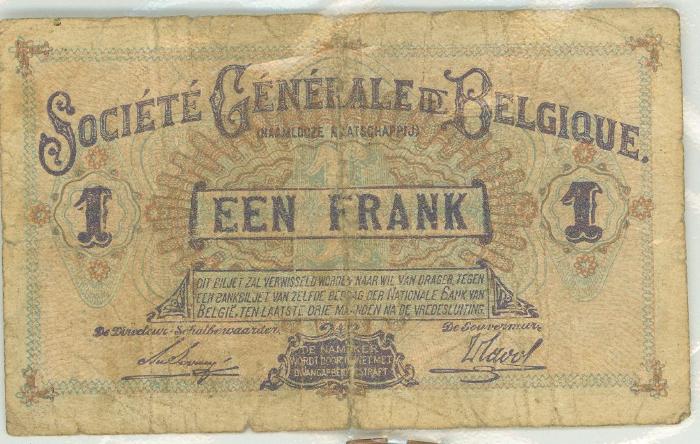 SOCIÉTÉ GÉNÉRALE DE BELGIQUE.
(NAAMLOOZE MAATSCHAPPIJ)
1 EEN FRANK 1
DIT BILJET ZAL VERWISSELD WORDEN NAAR WIL VAN DRAGER, TEGEN
EEN BANKBILJET VAN ZELFDE BEDRAG DER NATIONALE BANK VAN
BELGIË, TEN LAATSTE DRIE MAANDEN NA DE VREDESLUITING.
De Directeur-Schatbewaarder De Gouverneur
242
DE NAMAKER
WORDT DOOR DE WET MET
DWANGARBEID GESTRAFT